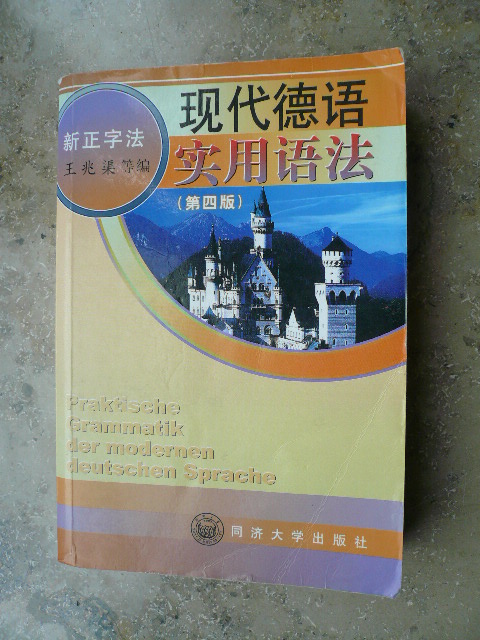 新正字法
王兆渠等编
现代德语
实用语法
(第四版)
Praktische
Grammatik
der modernen
deutschen Sprache
同济大学出版社